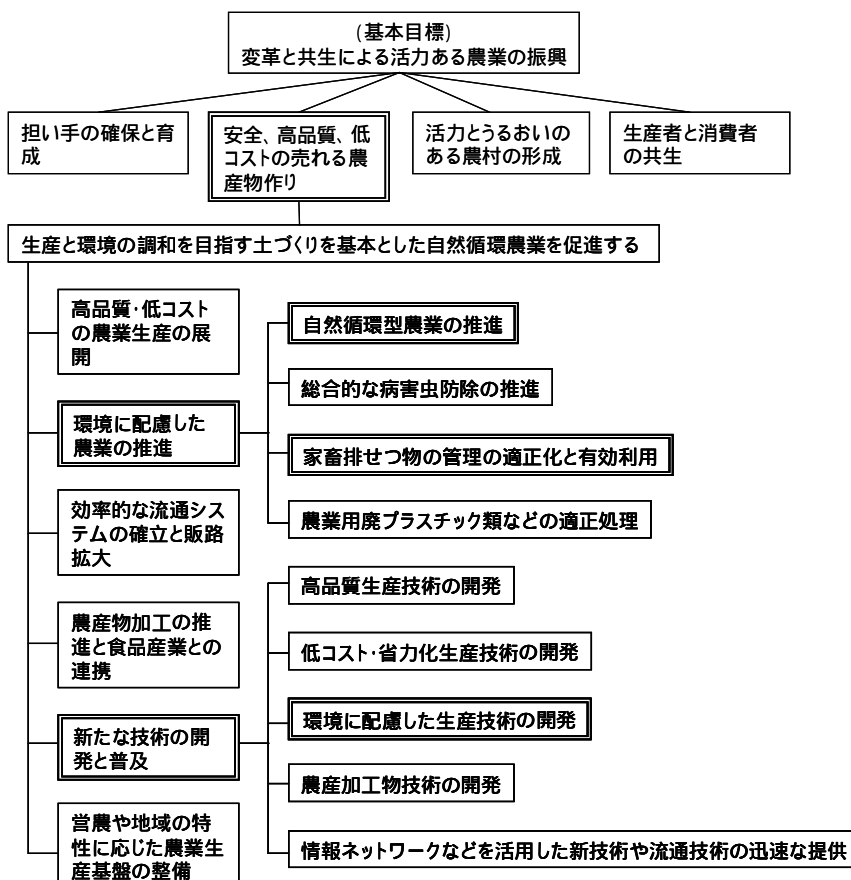 (基本目標)
変革と共生による活力ある農業の振興
担い手の確保と育
成
安全、高品質、低
コストの売れる農
産物作り
活力とうるおいの
ある農村の形成
生産者と消費者
の共生
生産と環境の調和を目指す土づくりを基本とした自然循環農業を促進する
高品質・低コスト
の農業生産の展
開
環境に配慮した
農業の推進
自然循環型農業の推進
総合的な病害虫防除の推進
家畜排せつ物の管理の適正化と有効利用
農業用廃プラスチック類などの適正処理
効率的な流通シス
テムの確立と販路
拡大
農産物加工の推
進と食品産業との
連携
新たな技術の開
発と普及
高品質生産技術の開発
低コスト・省力化生産技術の開発
環境に配慮した生産技術の開発
農産加工物技術の開発
情報ネットワークなどを活用した新技術や流通技術の迅速な提供
営農や地域の特
性に応じた農業生
産基盤の整備